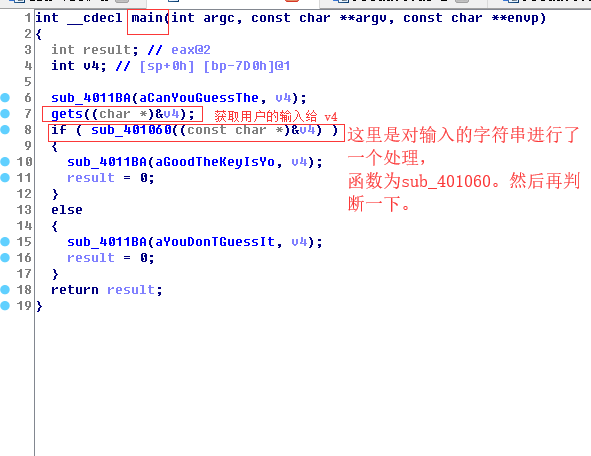 1 int __cdecl main(int argc, const char **argv, const char **envp)
2 {
3 int result; // eax@2
4 int v4; // [sp+0h] [bp-7D0h]@1
5
6 sub_4011BA(aCanYouGuessThe, v4);
7 gets((char *)&v4); 获取用户的输入给 v4
8 if ( sub_401060((const char *)&v4) )
这里是对输入的字符串进行了
一个处理，
函数为sub_401060。然后再判
断一下。
9 {
10 sub_4011BA(aGoodTheKeyIsYo, v4);
11 result = 0;
12 }
13 else
14 {
15 sub_4011BA(aYouDonTGuessIt, v4);
16 result = 0;
17 }
18 return result;
19 }